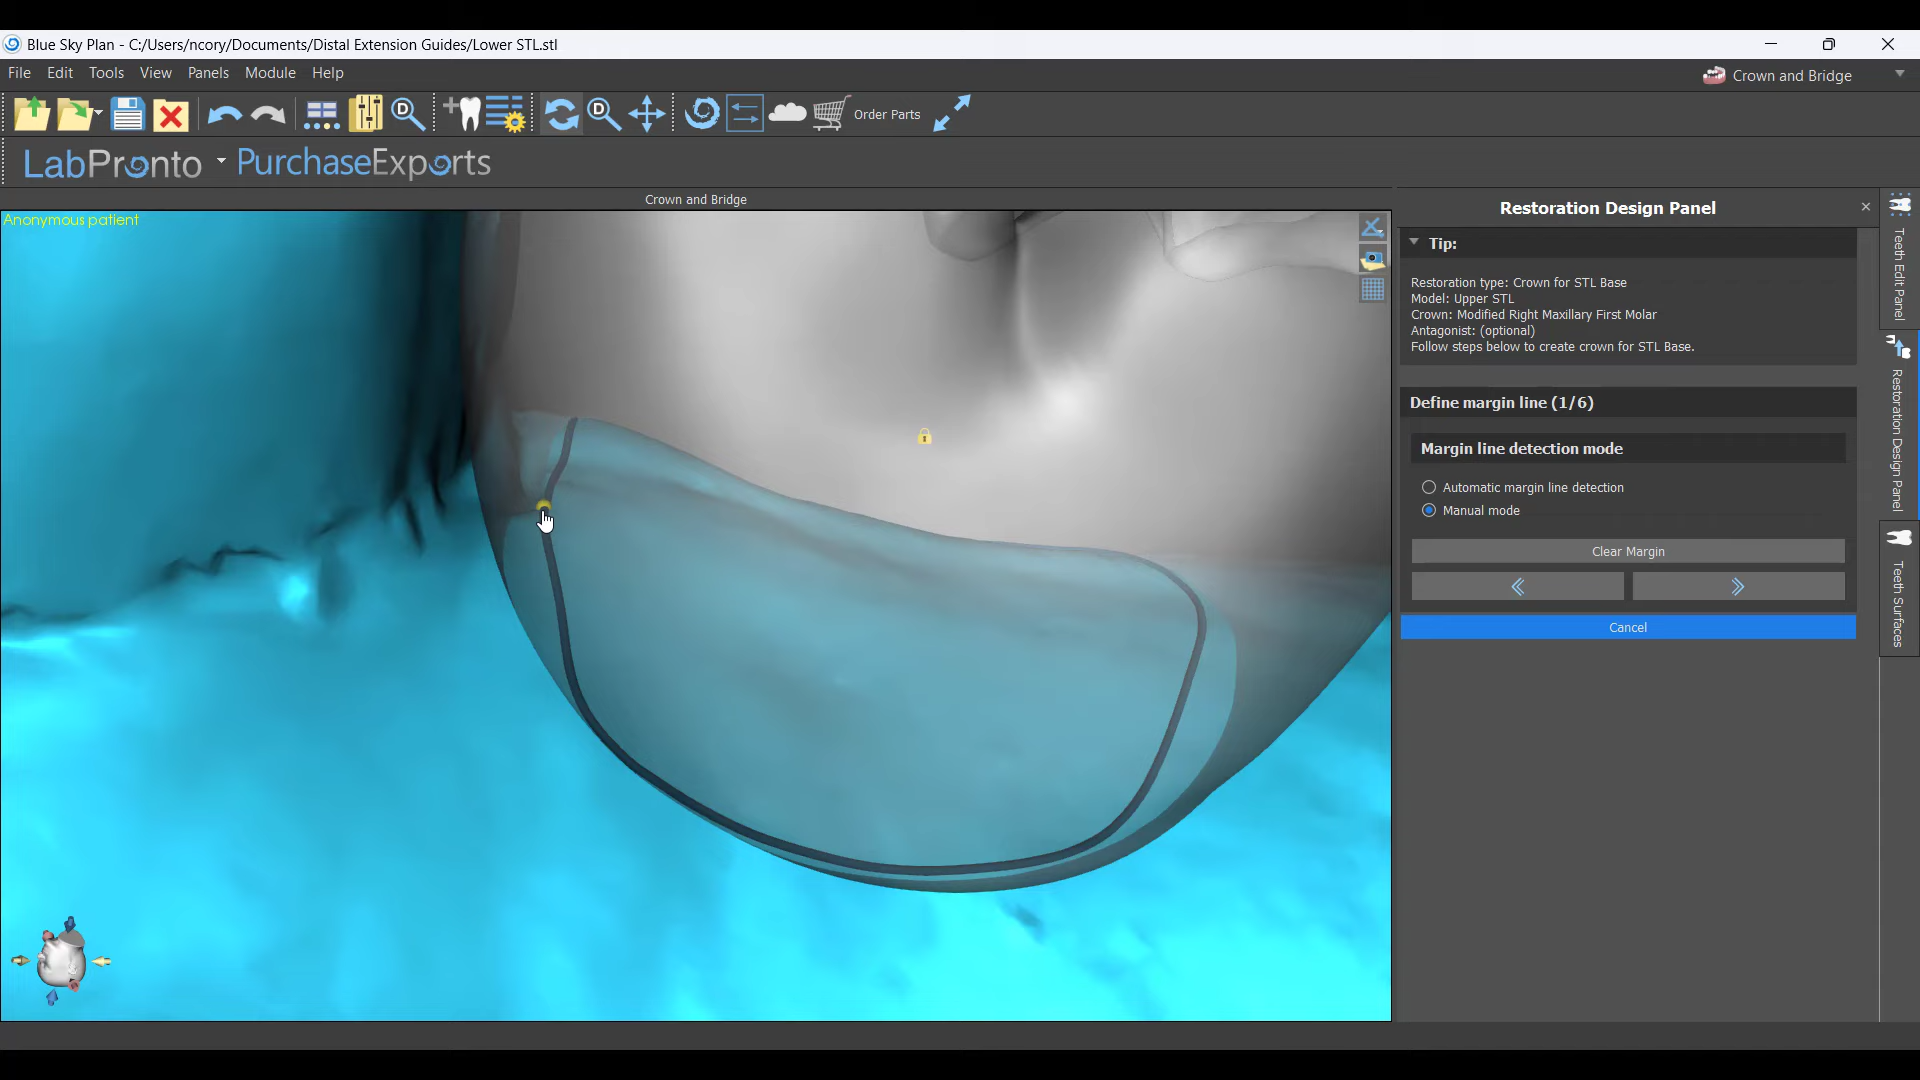 Blue Sky Plan - C:/Users/ncory/Documents/Distal Extension Guides/Lower STL.stl
File Edit Tools View Panels Module Help
Crown and Bridge
Order Parts
LabPronto PurchaseExports
Crown and Bridge
Anonymous patient
Restoration Design Panel
Tip:
Restoration type: Crown for STL Base
Model: Upper STL
Crown: Modified Right Maxillary First Molar
Antagonist: (optional)
Follow steps below to create crown for STL Base.
Define margin line (1/6)
Margin line detection mode
Automatic margin line detection
Manual mode
Clear Margin
Cancel
Teeth Edit Panel
Restoration Design Panel
Teeth Surfaces